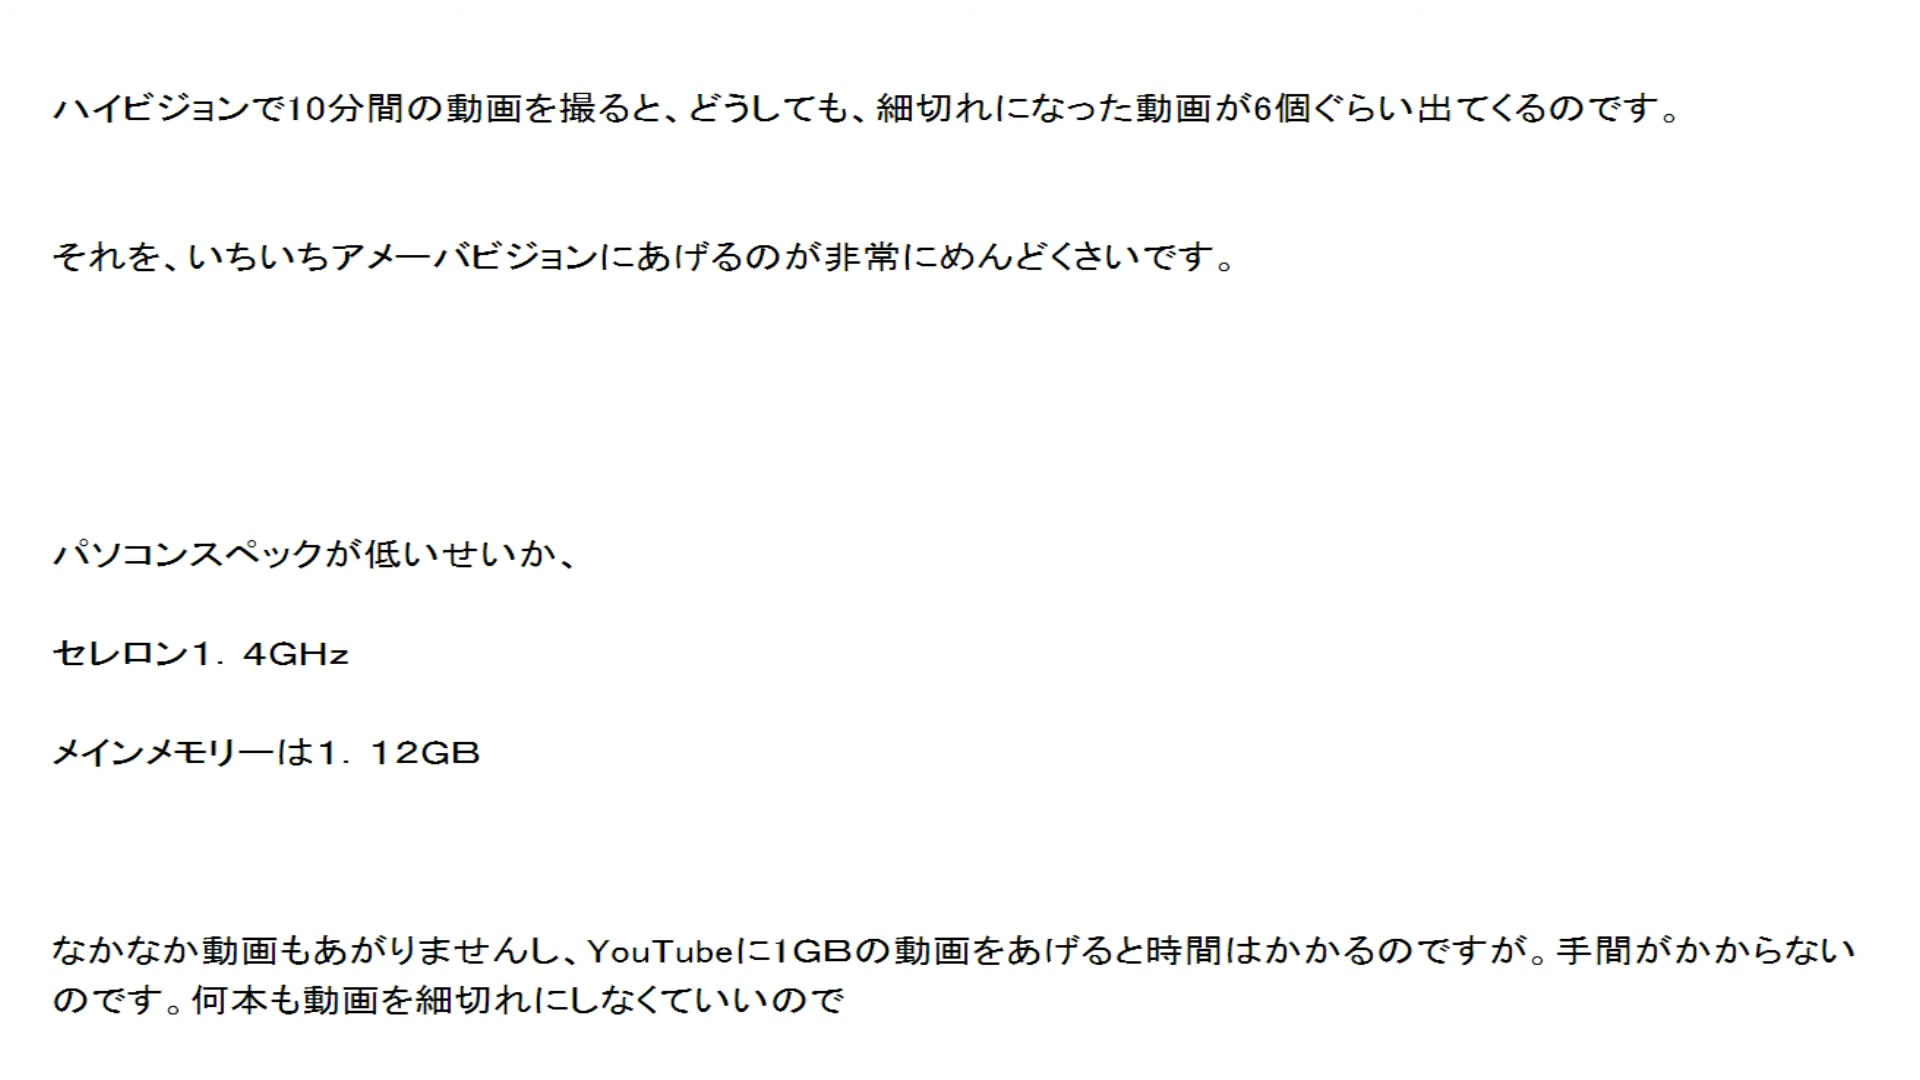 ハイビジョンで10分間の動画を撮ると、どうしても、細切れになった動画が6個ぐらい出てくるのです。
それを、いちいちアメーバビジョンにあげるのが非常にめんどくさいです。
パソコンスペックが低いせいか、
セレロン１．４GHz
メインメモリーは１．１２GB
なかなか動画もあがりませんし、YouTubeに1GBの動画をあげると時間はかかるのですが。手間がかからない
のです。何本も動画を細切れにしなくていいので